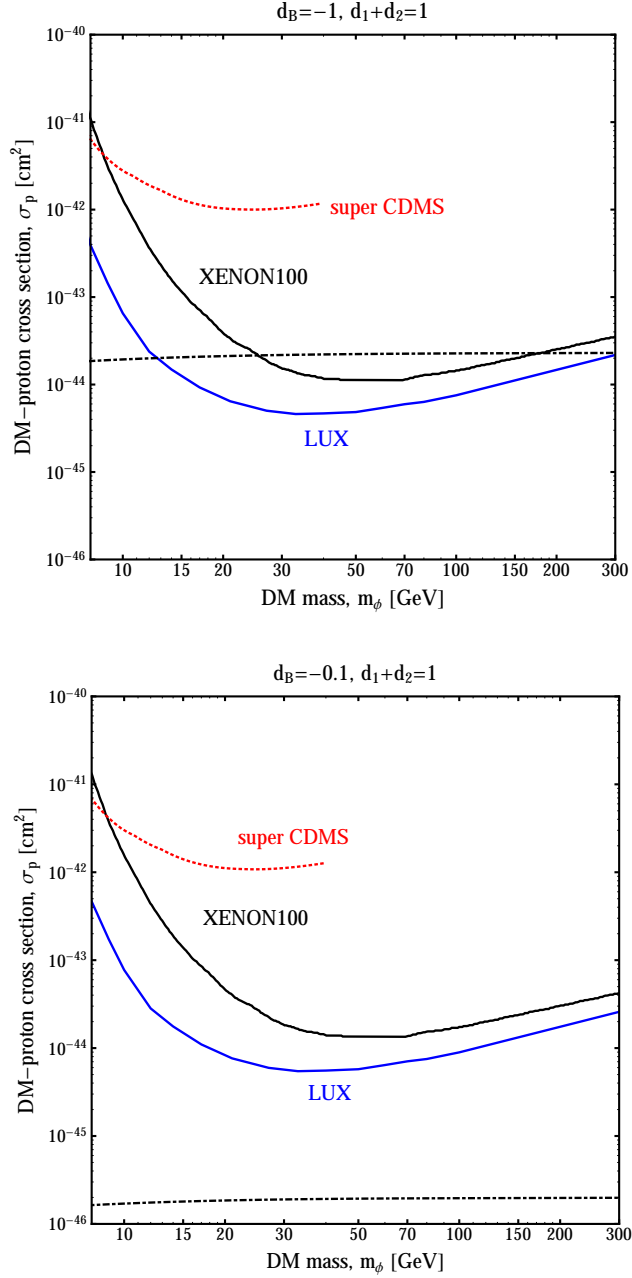 d_B=−1, d_1+d_2=1
10^−40
10^−41
10^−42
10^−43
10^−44
10^−45
10^−46
DM−proton cross section, σ_p [cm^2]
super CDMS
XENON100
LUX
10 15 20 30 50 70 100 150 200 300
DM mass, m_ϕ [GeV]
d_B=−0.1, d_1+d_2=1
10^−40
10^−41
10^−42
10^−43
10^−44
10^−45
10^−46
DM−proton cross section, σ_p [cm^2]
super CDMS
XENON100
LUX
10 15 20 30 50 70 100 150 200 300
DM mass, m_ϕ [GeV]